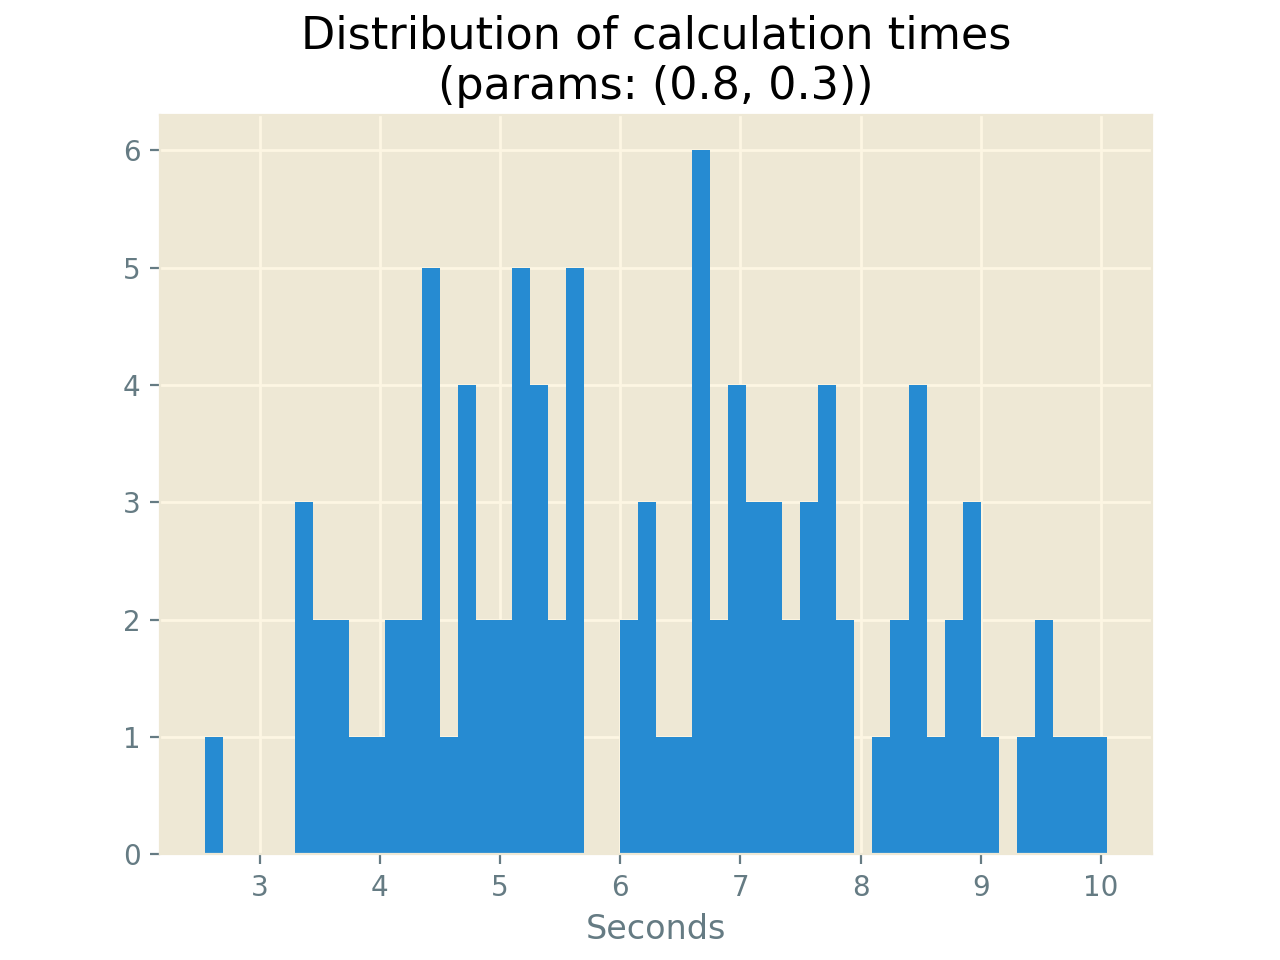 Distribution of calculation times
(params: (0.8, 0.3))
6
5
4
3
2
1
0
3 4 5 6 7 8 9 10
Seconds